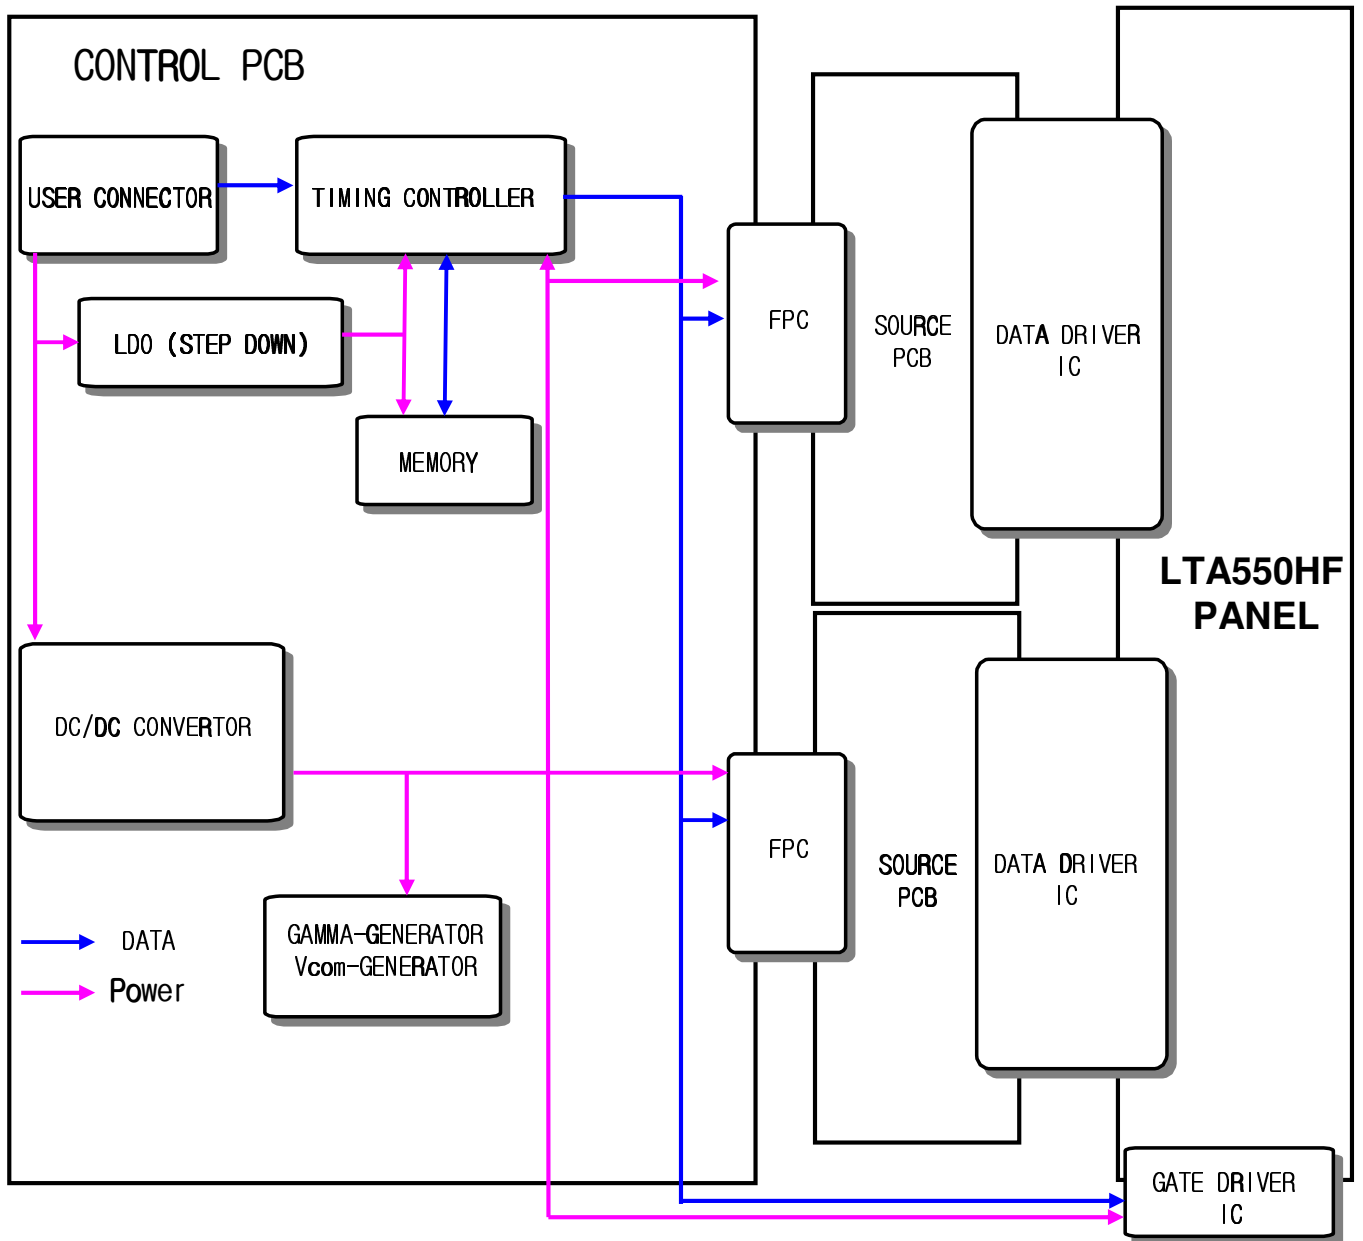 CONTROL PCB
USER CONNECTOR
TIMING CONTROLLER
LDO (STEP DOWN)
MEMORY
FPC
SOURCE
PCB
DATA DRIVER
IC
LTA550HF
PANEL
DC/DC CONVERTOR
FPC
SOURCE
PCB
DATA DRIVER
IC
GAMMA-GENERATOR
Vcom-GENERATOR
DATA
Power
GATE DRIVER
IC